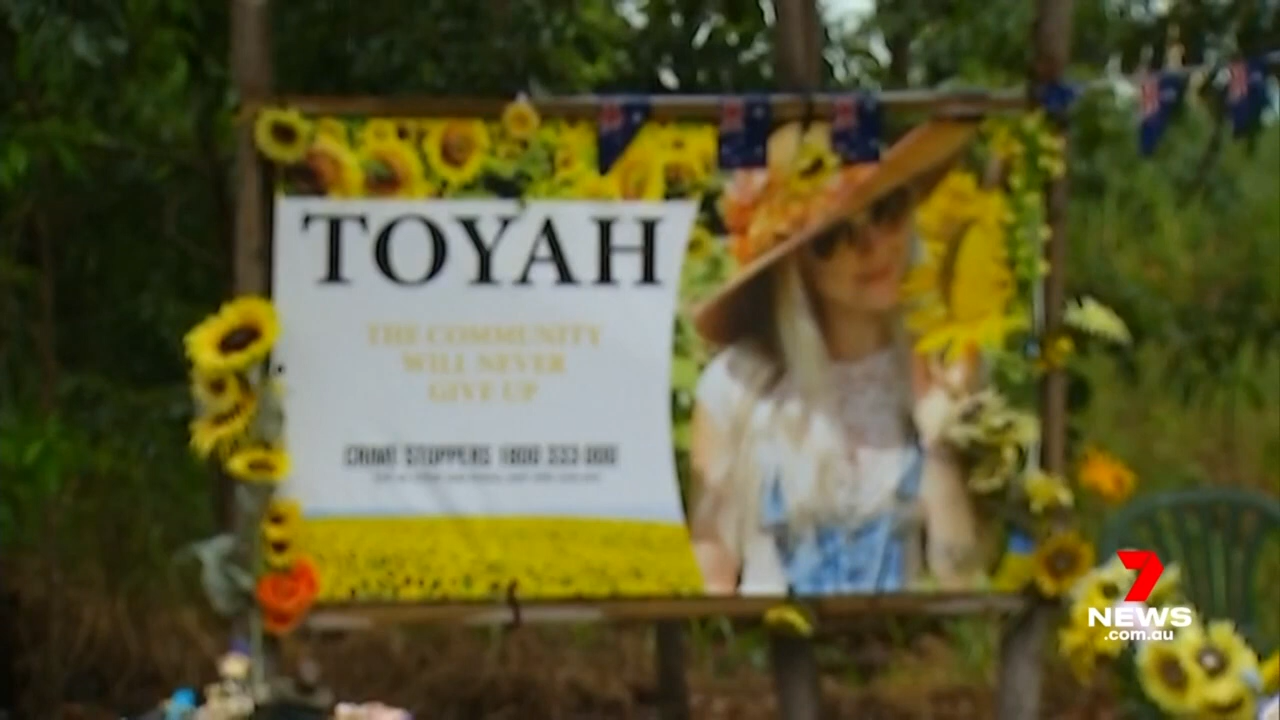 TOYAH
THE COMMUNITY
WILL NEVER
GIVE UP
CRIME STOPPERS 1800 333 000
7
NEWS
.com.au